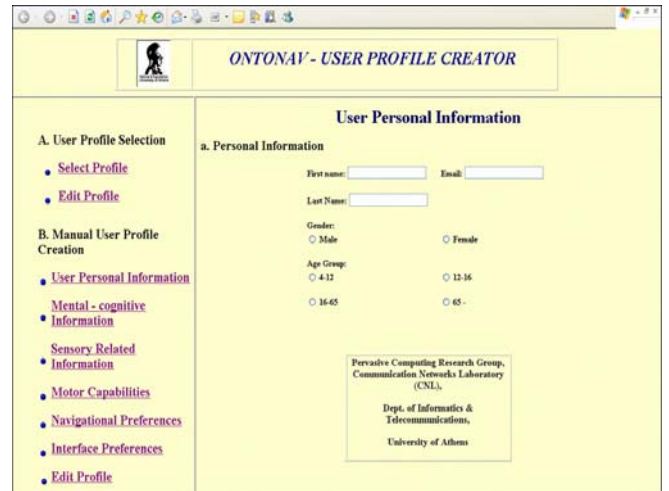 ONTONAV - USER PROFILE CREATOR
A. User Profile Selection
Select Profile
Edit Profile
B. Manual User Profile
Creation
User Personal Information
Mental - cognitive
Information
Sensory Related
Information
Motor Capabilities
Navigational Preferences
Interface Preferences
Edit Profile
User Personal Information
a. Personal Information
First name: Email:
Last Name:
Gender:
Male Female
Age Group:
4-12 12-16
16-65 65 -
Pervasive Computing Research Group,
Communication Networks Laboratory
(CNL),
Dept. of Informatics &
Telecommunications,
University of Athens